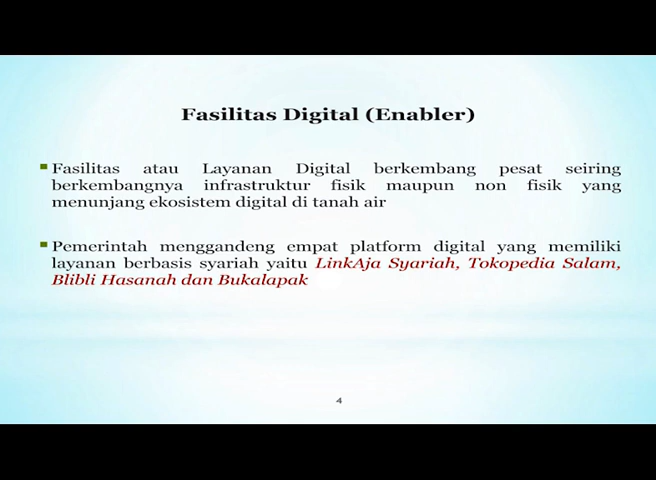 Fasilitas Digital (Enabler)
Fasilitas atau Layanan Digital berkembang pesat seiring
berkembangnya infrastruktur fisik maupun non fisik yang
menunjang ekosistem digital di tanah air
Pemerintah menggandeng empat platform digital yang memiliki
layanan berbasis syariah yaitu LinkAja Syariah, Tokopedia Salam,
Blibli Hasanah dan Bukalapak
4